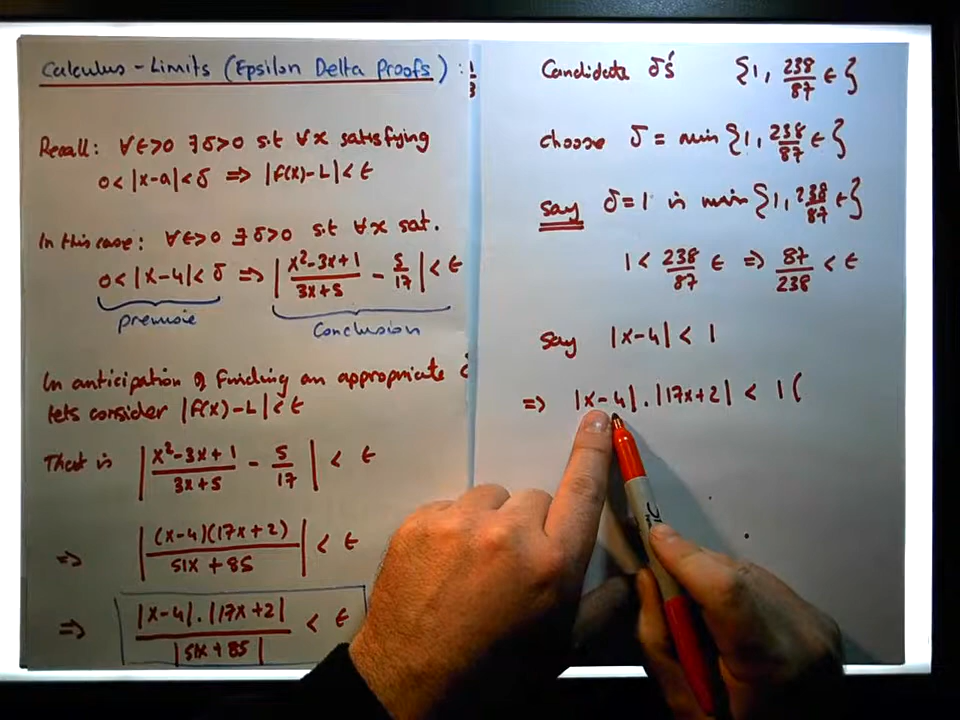 Calculus - Limits (Epsilon Delta Proofs) : 1/3
Recall: ∀ε>0 ∃δ>0 s.t ∀x satisfying
0<|x-a|<δ ⇒ |f(x)-L|<ε
In this case: ∀ε>0 ∃δ>0 s.t ∀x sat.
0<|x-4|<δ ⇒ |(x²-3x+1)/(3x+5) - 5/17|<ε
premise
Conclusion
In anticipation of finding an appropriate
lets consider |f(x)-L|<ε
That is |(x²-3x+1)/(3x+5) - 5/17| < ε
⇒ |(x-4)(17x+2)/(51x+85)| < ε
⇒ |x-4|.|17x+2|/|51x+85| < ε
Candidate δ's {1, 238/87 ε}
choose δ = min {1, 238/87 ε}
say δ=1 is min {1, 238/87 ε}
1 < 238/87 ε ⇒ 87/238 < ε
say |x-4| < 1
⇒ |x-4|.|17x+2| < 1(